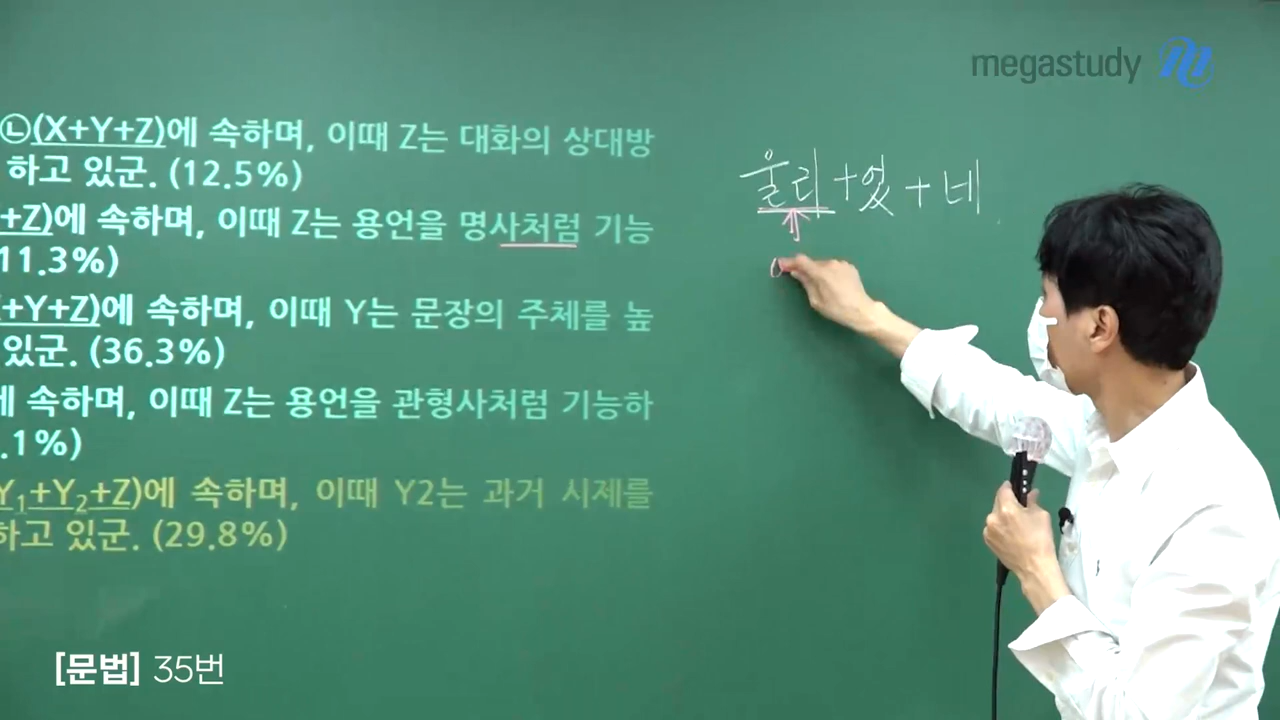 megastudy
㉡(X+Y+Z)에 속하며, 이때 Z는 대화의 상대방
하고 있군. (12.5%)
+Z)에 속하며, 이때 Z는 용언을 명사처럼 기능
11.3%)
+Y+Z)에 속하며, 이때 Y는 문장의 주체를 높
있군. (36.3%)
에 속하며, 이때 Z는 용언을 관형사처럼 기능하
.1%)
Y₁+Y₂+Z)에 속하며, 이때 Y2는 과거 시제를
하고 있군. (29.8%)
울리+었+네
[문법] 35번